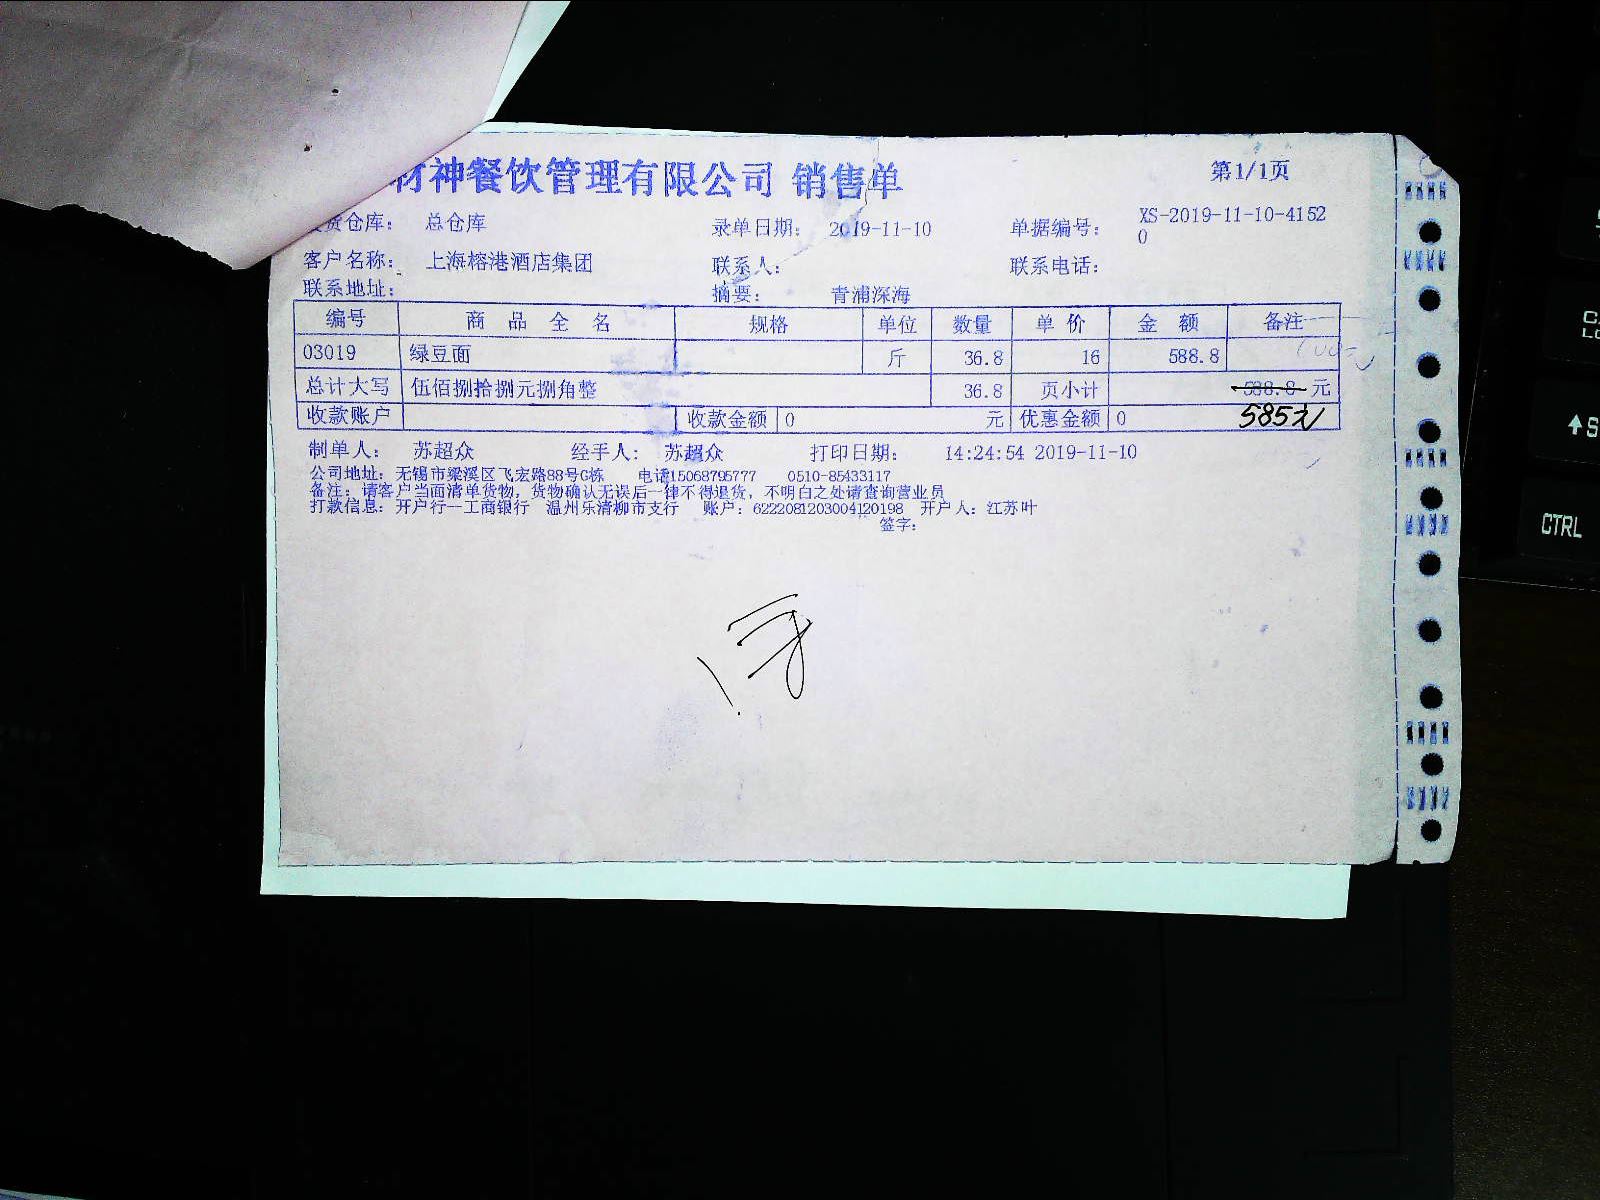 材神餐饮管理有限公司 销售单 第1/1页
货仓库： 总仓库 录单日期： 2019-11-10 单据编号： XS-2019-11-10-4152
0
客户名称： 上海榕港酒店集团 联系人： 联系电话：
联系地址： 摘要： 青浦深海
编号 商 品 全 名 规格 单位 数量 单 价 金 额 备注
03019 绿豆面 斤 36.8 16 588.8
总计大写 伍佰捌拾捌元捌角整 36.8 页小计 588.8 元
收款账户 收款金额 0 元 优惠金额 0 585元
制单人： 苏超众 经手人： 苏超众 打印日期： 14:24:54 2019-11-10
公司地址：无锡市梁溪区飞宏路88号G栋 电话15068795777 0510-85433117
备注：请客户当面清单货物，货物确认无误后一律不得退货，不明白之处请查询营业员
打款信息：开户行一工商银行 温州乐清柳市支行 账户：6222081203004120198 开户人：江苏叶
签字：
CTRL